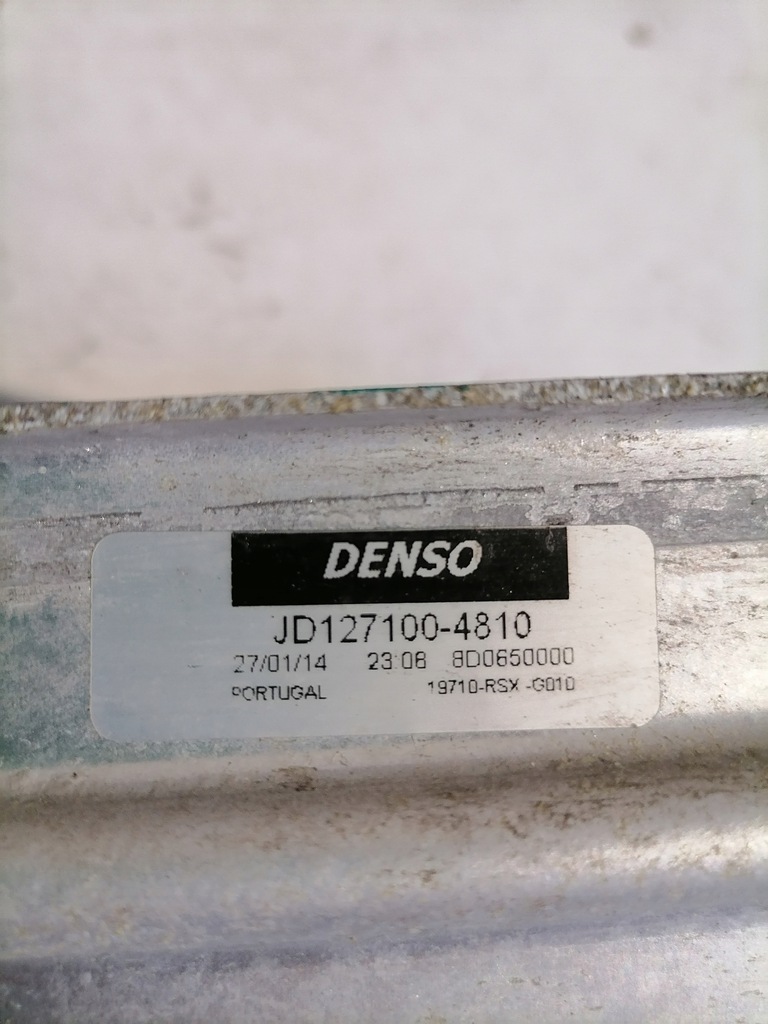 DENSO
JD127100-4810
27/01/14 23:08 8D0650000
PORTUGAL 19710-RSX -G010